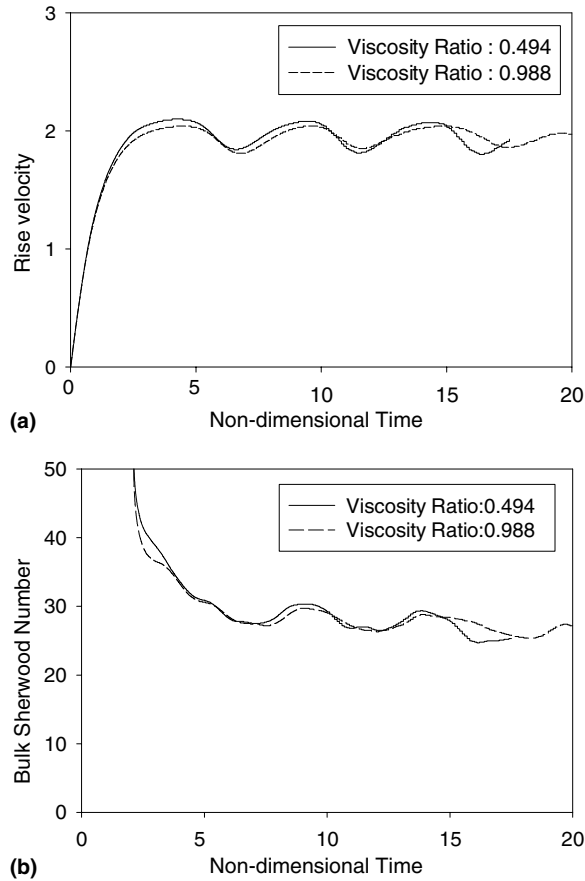 3
Viscosity Ratio : 0.494
Viscosity Ratio : 0.988
2
Rise velocity
1
0
0
5
10
15
20
(a)
Non-dimensional Time
50
Viscosity Ratio:0.494
Viscosity Ratio:0.988
40
30
Bulk Sherwood Number
20
10
0
0
5
10
15
20
(b)
Non-dimensional Time